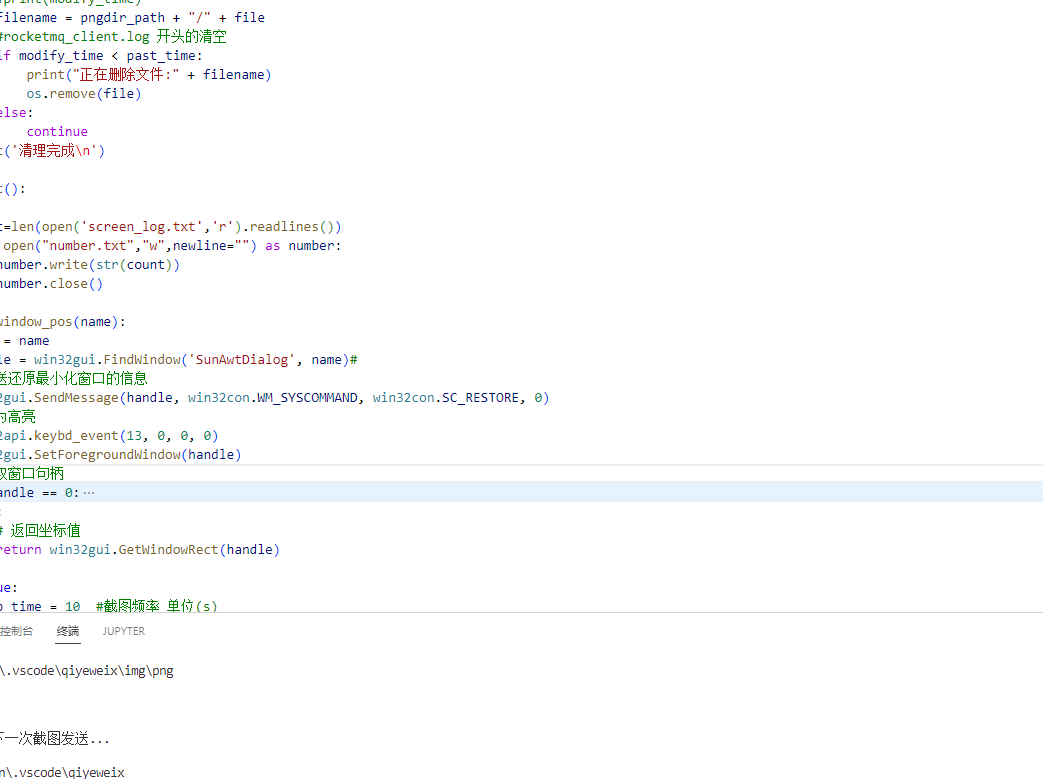 print(modify_time)
filename = pngdir_path + "/" + file
#rocketmq_client.log 开头的清空
if modify_time < past_time:
print("正在删除文件:" + filename)
os.remove(file)
else:
continue
('清理完成\n')
():
=len(open('screen_log.txt','r').readlines())
open("number.txt","w",newline="") as number:
number.write(str(count))
number.close()
window_pos(name):
= name
le = win32gui.FindWindow('SunAwtDialog', name)#
送还原最小化窗口的信息
2gui.SendMessage(handle, win32con.WM_SYSCOMMAND, win32con.SC_RESTORE, 0)
为高亮
2api.keybd_event(13, 0, 0, 0)
2gui.SetForegroundWindow(handle)
取窗口句柄
andle == 0:···
:
# 返回坐标值
return win32gui.GetWindowRect(handle)
ue:
p_time = 10 #截图频率 单位(s)
控制台 终端 JUPYTER
\.vscode\qiyeweix\img\png
下一次截图发送...
n\.vscode\qiyeweix